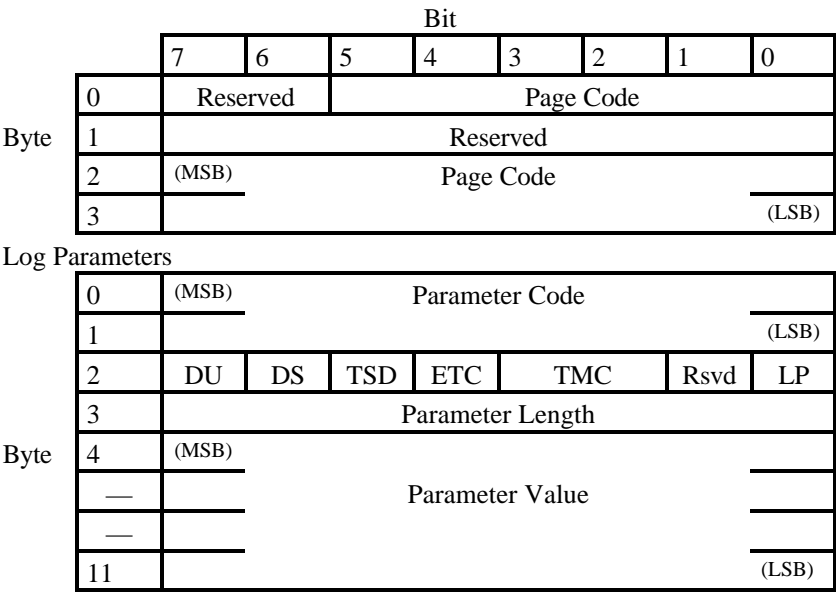 Bit
7 6 5 4 3 2 1 0
0 Reserved Page Code
Byte 1 Reserved
2 (MSB) Page Code
3 (LSB)
Log Parameters
0 (MSB) Parameter Code
1 (LSB)
2 DU DS TSD ETC TMC Rsvd LP
3 Parameter Length
Byte 4 (MSB)
— Parameter Value
—
11 (LSB)